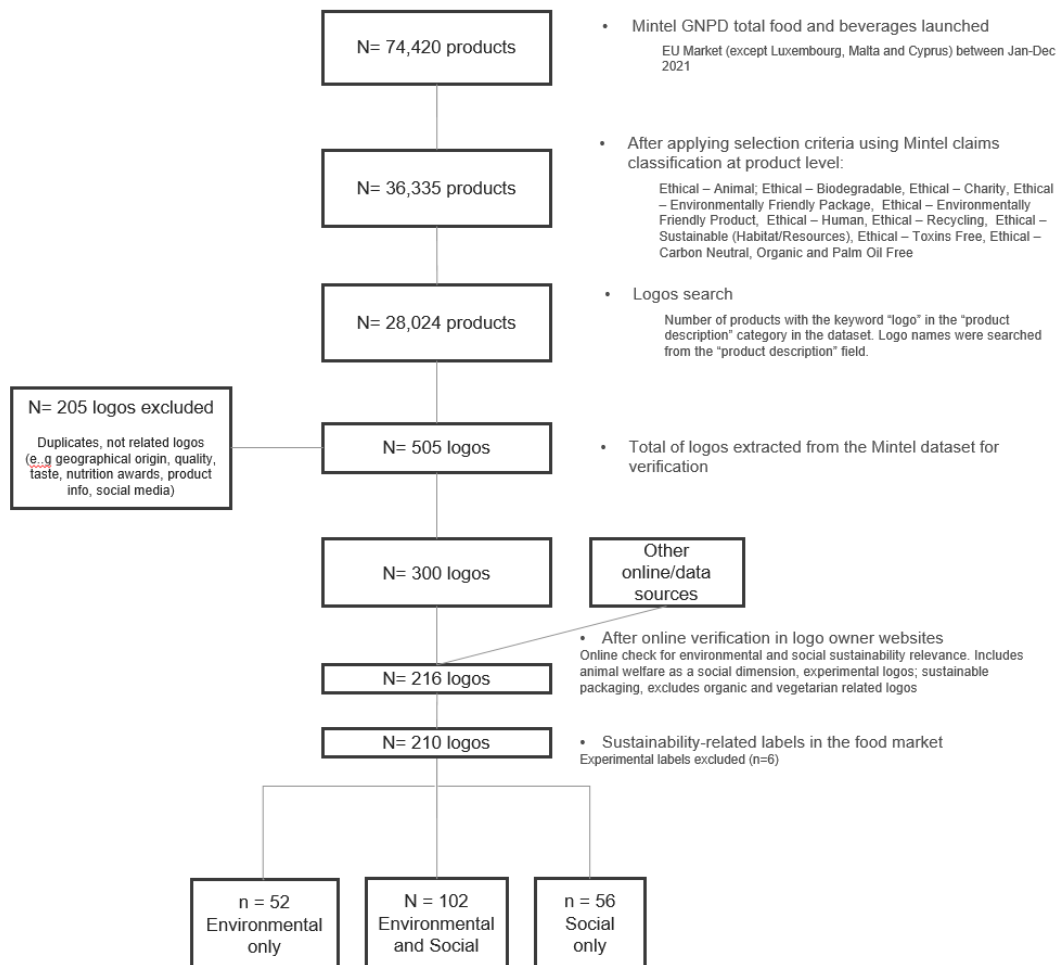 N= 74,420 products
• Mintel GNPD total food and beverages launched
EU Market (except Luxembourg, Malta and Cyprus) between Jan-Dec
2021
N= 36,335 products
• After applying selection criteria using Mintel claims
classification at product level:
Ethical – Animal; Ethical – Biodegradable, Ethical – Charity, Ethical
– Environmentally Friendly Package, Ethical – Environmentally
Friendly Product, Ethical – Human, Ethical – Recycling, Ethical –
Sustainable (Habitat/Resources), Ethical – Toxins Free, Ethical –
Carbon Neutral, Organic and Palm Oil Free
N= 28,024 products
• Logos search
Number of products with the keyword “logo” in the “product
description” category in the dataset. Logo names were searched
from the “product description” field.
N= 205 logos excluded
Duplicates, not related logos
(e..g geographical origin, quality,
taste, nutrition awards, product
info, social media)
N= 505 logos
• Total of logos extracted from the Mintel dataset for
verification
N= 300 logos
Other
online/data
sources
• After online verification in logo owner websites
Online check for environmental and social sustainability relevance. Includes
animal welfare as a social dimension, experimental logos; sustainable
packaging, excludes organic and vegetarian related logos
N= 216 logos
N= 210 logos
• Sustainability-related labels in the food market
Experimental labels excluded (n=6)
n = 52
Environmental
only
N = 102
Environmental
and Social
n = 56
Social
only